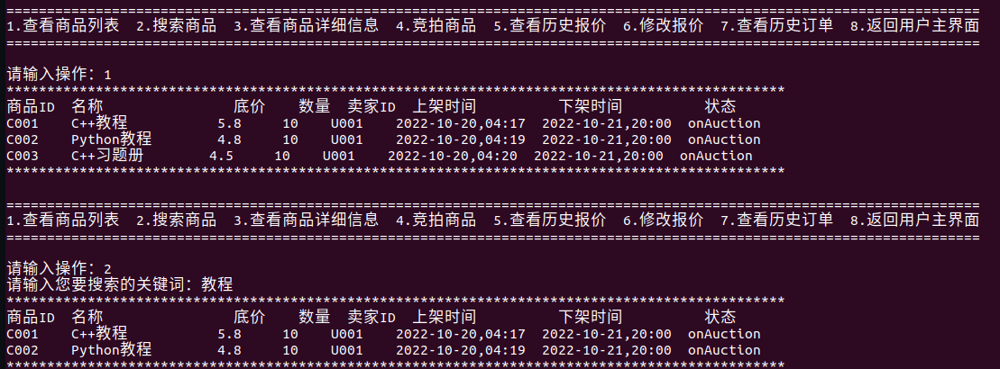 ==============================================================================================================
1.查看商品列表  2.搜索商品  3.查看商品详细信息  4.竞拍商品  5.查看历史报价  6.修改报价  7.查看历史订单  8.返回用户主界面
==============================================================================================================
请输入操作：1
************************************************************************************************
商品ID  名称                底价    数量  卖家ID  上架时间          下架时间          状态
C001    C++教程           5.8     10    U001    2022-10-20,04:17  2022-10-21,20:00  onAuction
C002    Python教程        4.8     10    U001    2022-10-20,04:19  2022-10-21,20:00  onAuction
C003    C++习题册        4.5     10    U001    2022-10-20,04:20  2022-10-21,20:00  onAuction
************************************************************************************************
==============================================================================================================
1.查看商品列表  2.搜索商品  3.查看商品详细信息  4.竞拍商品  5.查看历史报价  6.修改报价  7.查看历史订单  8.返回用户主界面
==============================================================================================================
请输入操作：2
请输入您要搜索的关键词：教程
************************************************************************************************
商品ID  名称                底价    数量  卖家ID  上架时间          下架时间          状态
C001    C++教程           5.8     10    U001    2022-10-20,04:17  2022-10-21,20:00  onAuction
C002    Python教程        4.8     10    U001    2022-10-20,04:19  2022-10-21,20:00  onAuction
************************************************************************************************